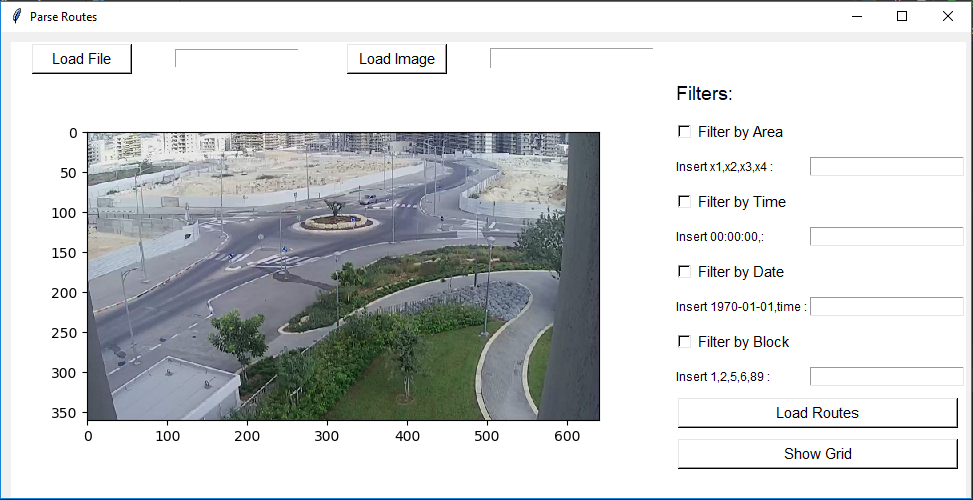 Parse Routes
Load File
Load Image
Filters:
Filter by Area
Insert x1,x2,x3,x4 :
Filter by Time
Insert 00:00:00,:
Filter by Date
Insert 1970-01-01,time :
Filter by Block
Insert 1,2,5,6,89 :
Load Routes
Show Grid
0
50
100
150
200
250
300
350
0 100 200 300 400 500 600